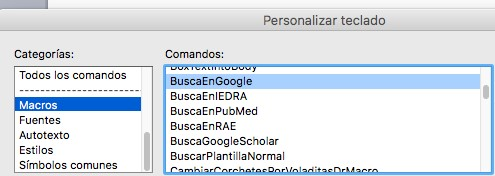 Personalizar teclado
Categorías:
Todos los comandos
Macros
Fuentes
Autotexto
Estilos
Símbolos comunes
Comandos:
BoxTextIntoBody
BuscaEnGoogle
BuscaEnIEDRA
BuscaEnPubMed
BuscaEnRAE
BuscaGoogleScholar
BuscarPlantillaNormal
CambiarCorchetesPorVoladitasDrMacro